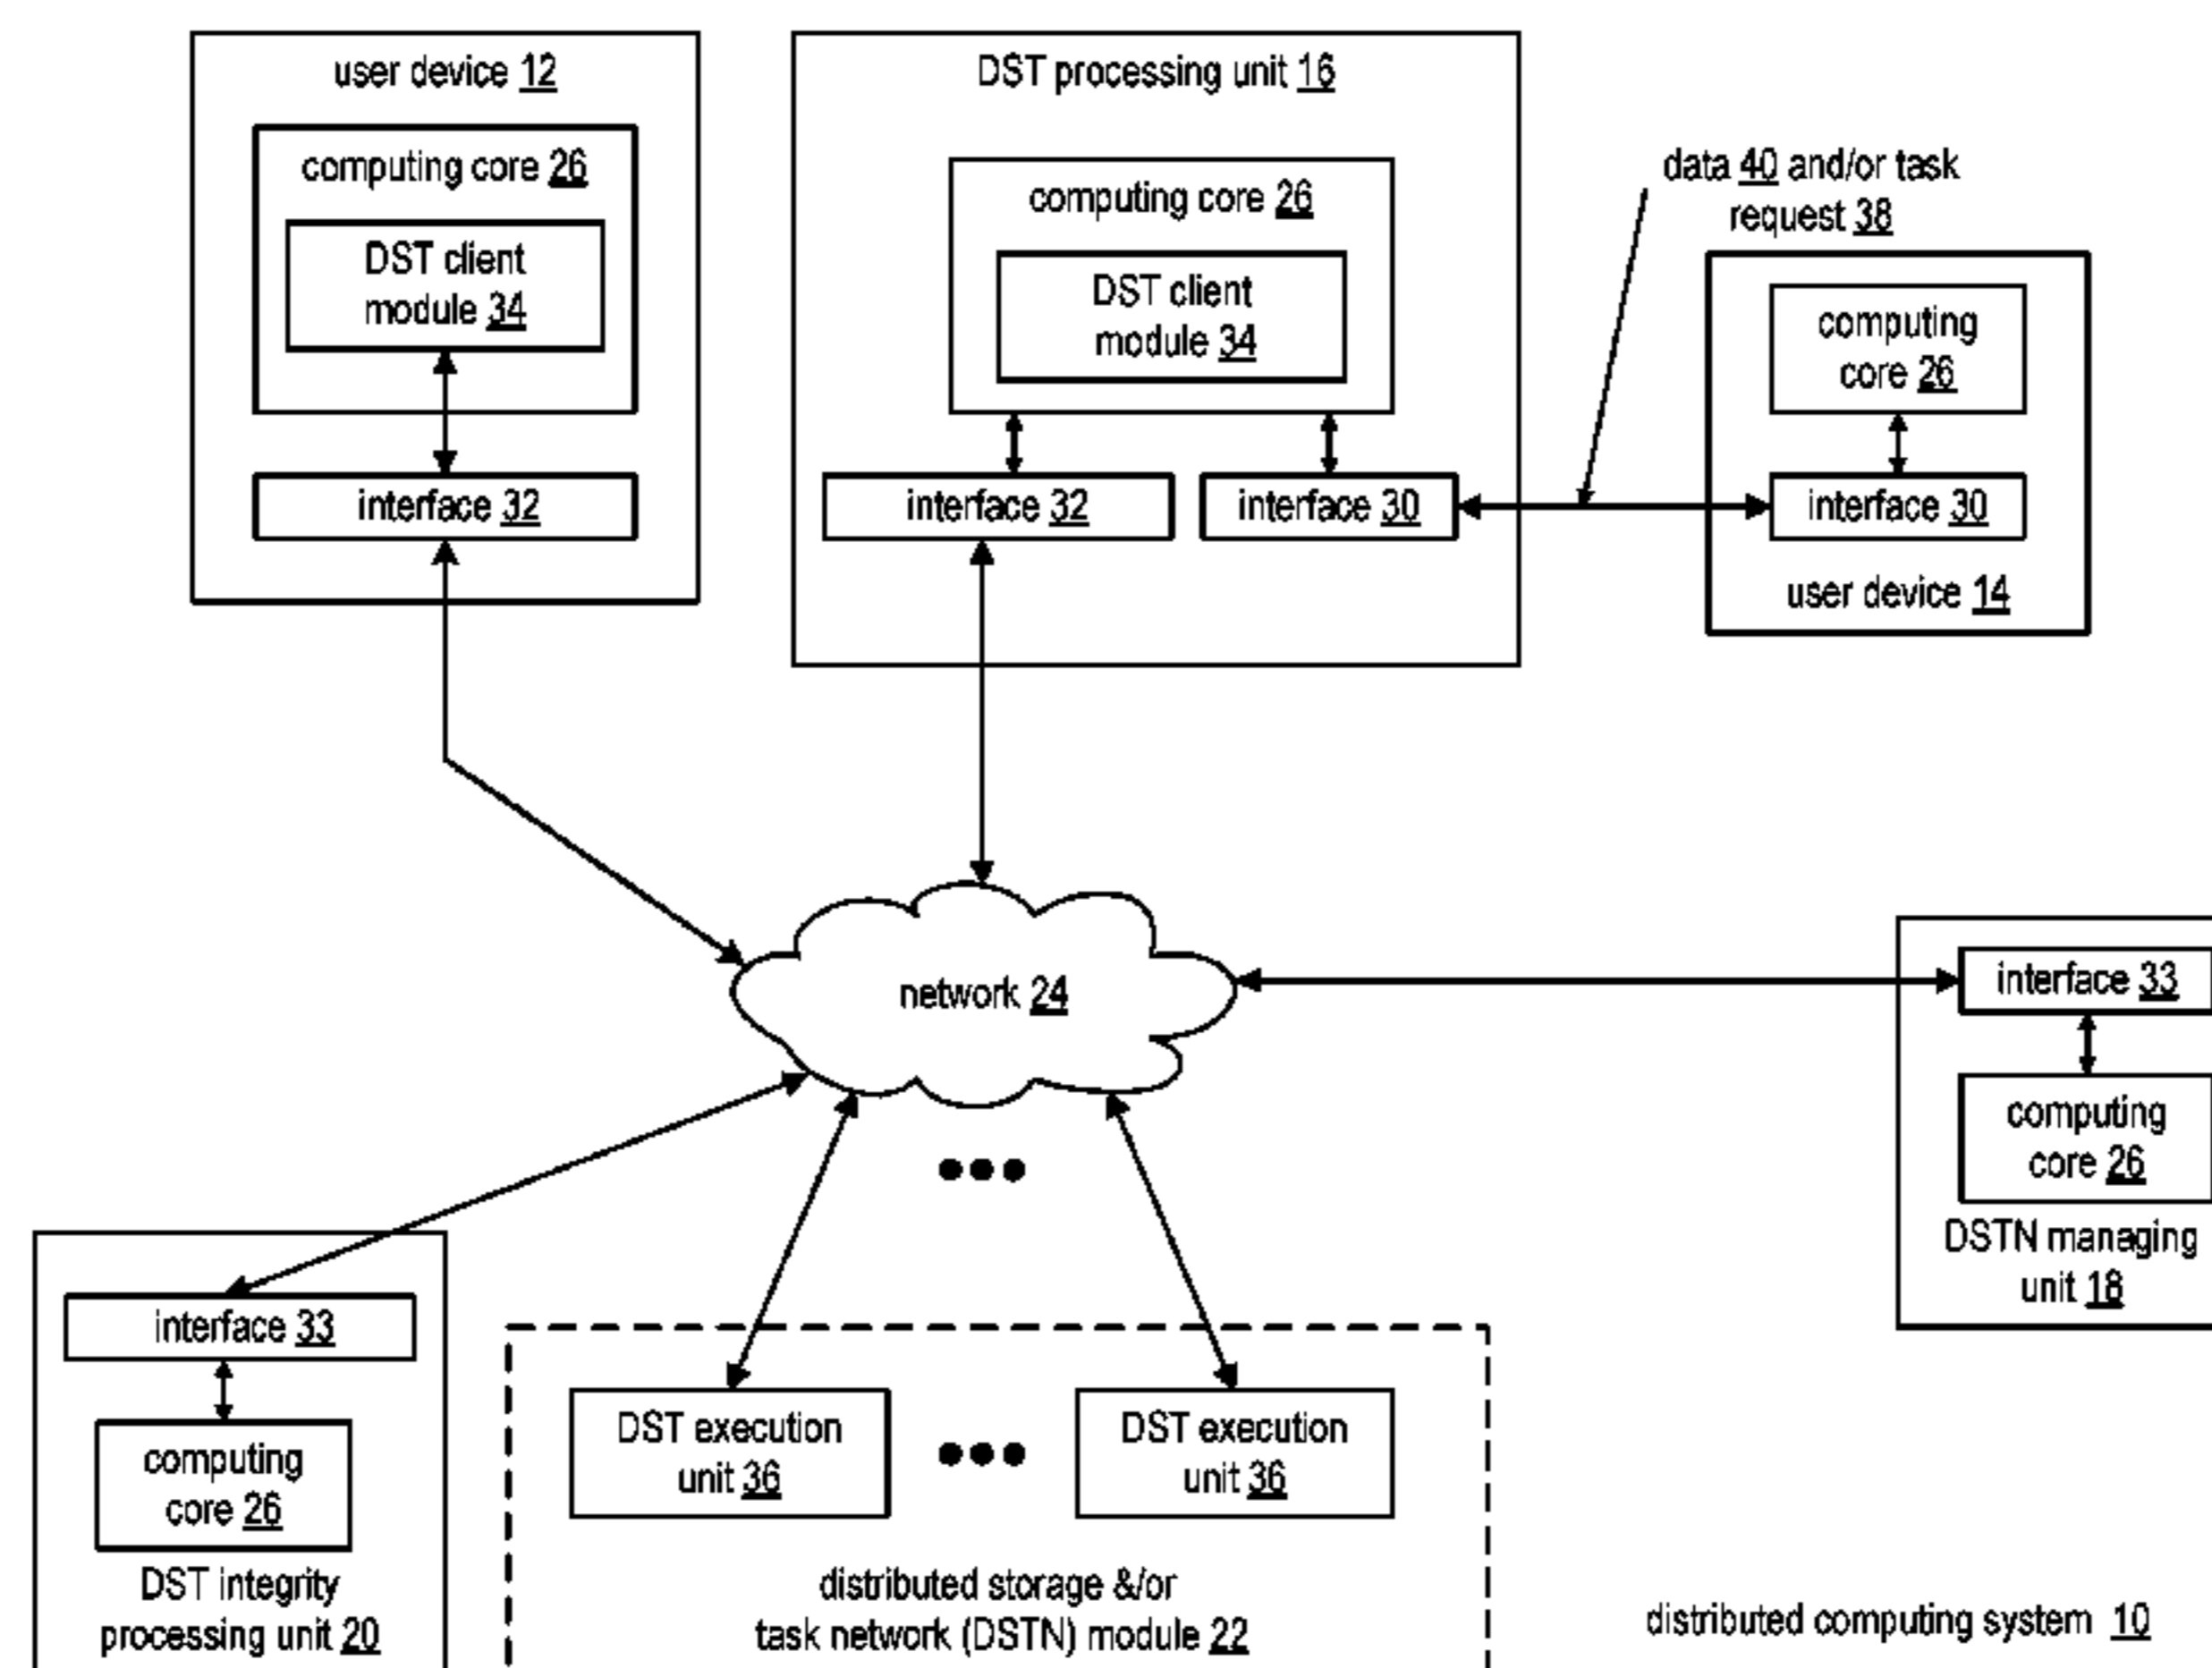 user device 12
computing core 26
DST client
module 34
interface 32
DST processing unit 16
computing core 26
DST client
module 34
interface 32
interface 30
data 40 and/or task
request 38
computing
core 26
interface 30
user device 14
network 24
interface 33
computing
core 26
DSTN managing
unit 18
interface 33
computing
core 26
DST integrity
processing unit 20
DST execution
unit 36
DST execution
unit 36
distributed storage &/or
task network (DSTN) module 22
distributed computing system 10